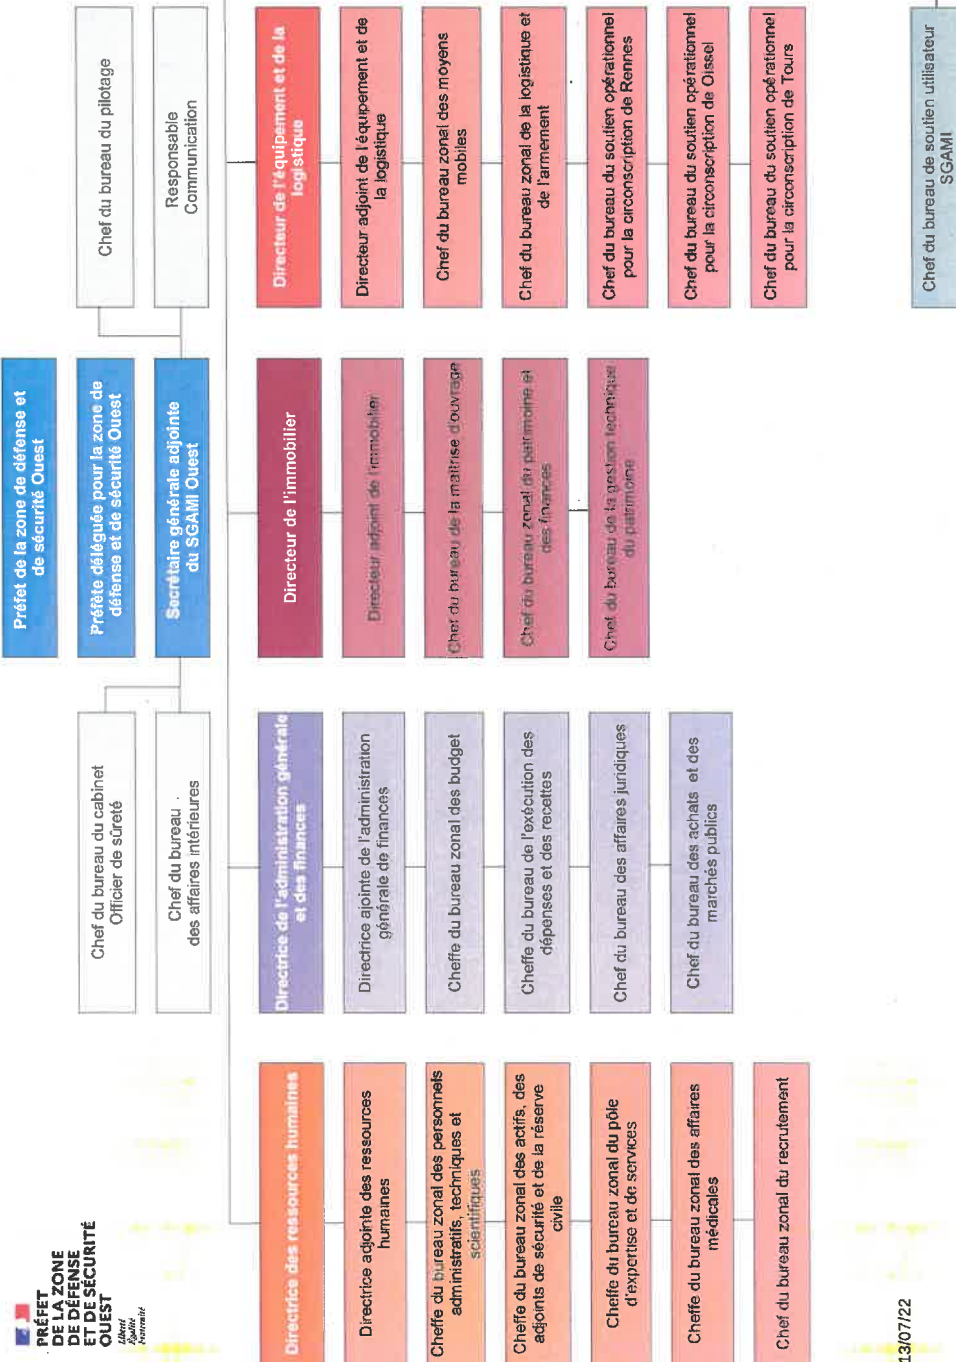 PRÉFET
DE LA ZONE
DE DÉFENSE
ET DE SÉCURITÉ
OUEST
Liberté
Égalité
Fraternité
Préfet de la zone de défense et
de sécurité Ouest
Préfète déléguée pour la zone de
défense et de sécurité Ouest
Secrétaire générale adjointe
du SGAMI Ouest
Chef du bureau du cabinet
Officier de sûreté
Chef du bureau
des affaires intérieures
Chef du bureau du pilotage
Responsable
Communication
Directrice des ressources humaines
Directrice adjointe des ressources
humaines
Cheffe du bureau zonal des personnels
administratifs, techniques et
scientifiques
Cheffe du bureau zonal des actifs, des
adjoints de sécurité et de la réserve
civile
Cheffe du bureau zonal du pôle
d'expertise et de services
Cheffe du bureau zonal des affaires
médicales
Chef du bureau zonal du recrutement
Directrice de l'administration générale
et des finances
Directrice ajointe de l'administration
générale de finances
Cheffe du bureau zonal des budget
Cheffe du bureau de l'exécution des
dépenses et des recettes
Chef du bureau des affaires juridiques
Chef du bureau des achats et des
marchés publics
Directeur de l'immobilier
Directeur adjoint de l'immobilier
Chef du bureau de la maîtrise d'ouvrage
Chef du bureau zonal du patrimoine et
des finances
Chef du bureau de la gestion technique
du patrimoine
Directeur de l'équipement et de la
logistique
Directeur adjoint de l'équipement et de
la logistique
Chef du bureau zonal des moyens
mobiles
Chef du bureau zonal de la logistique et
de l'armement
Chef du bureau du soutien opérationnel
pour la circonscription de Rennes
Chef du bureau du soutien opérationnel
pour la circonscription de Oissel
Chef du bureau du soutien opérationnel
pour la circonscription de Tours
Chef du bureau de soutien utilisateur
SGAMI
13/07/22